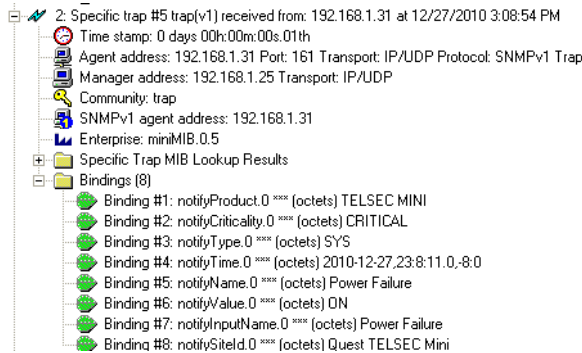 2: Specific trap #5 trap(v1) received from: 192.168.1.31 at 12/27/2010 3:08:54 PM
Time stamp: 0 days 00h:00m:00s.01th
Agent address: 192.168.1.31 Port: 161 Transport: IP/UDP Protocol: SNMPv1 Trap
Manager address: 192.168.1.25 Transport: IP/UDP
Community: trap
SNMPv1 agent address: 192.168.1.31
Enterprise: miniMIB.0.5
Specific Trap MIB Lookup Results
Bindings (8)
Binding #1: notifyProduct.0 *** (octets) TELSEC MINI
Binding #2: notifyCriticality.0 *** (octets) CRITICAL
Binding #3: notifyType.0 *** (octets) SYS
Binding #4: notifyTime.0 *** (octets) 2010-12-27,23:8:11.0,-8:0
Binding #5: notifyName.0 *** (octets) Power Failure
Binding #6: notifyValue.0 *** (octets) ON
Binding #7: notifyInputName.0 *** (octets) Power Failure
Binding #8: notifySiteId.0 *** (octets) Quest TELSEC Mini